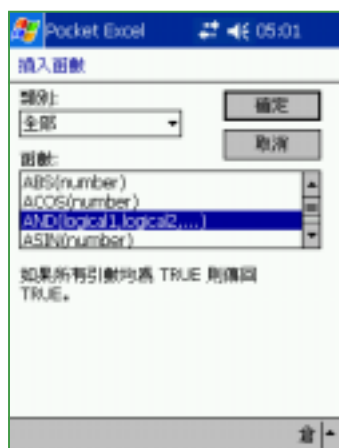 Pocket Excel 05:01
插入函數
類別:
全部
確定
取消
函數:
ABS(number)
ACOS(number)
AND(logical1,logical2,...)
ASIN(number)
如果所有引數均為 TRUE 則傳回
TRUE。
倉